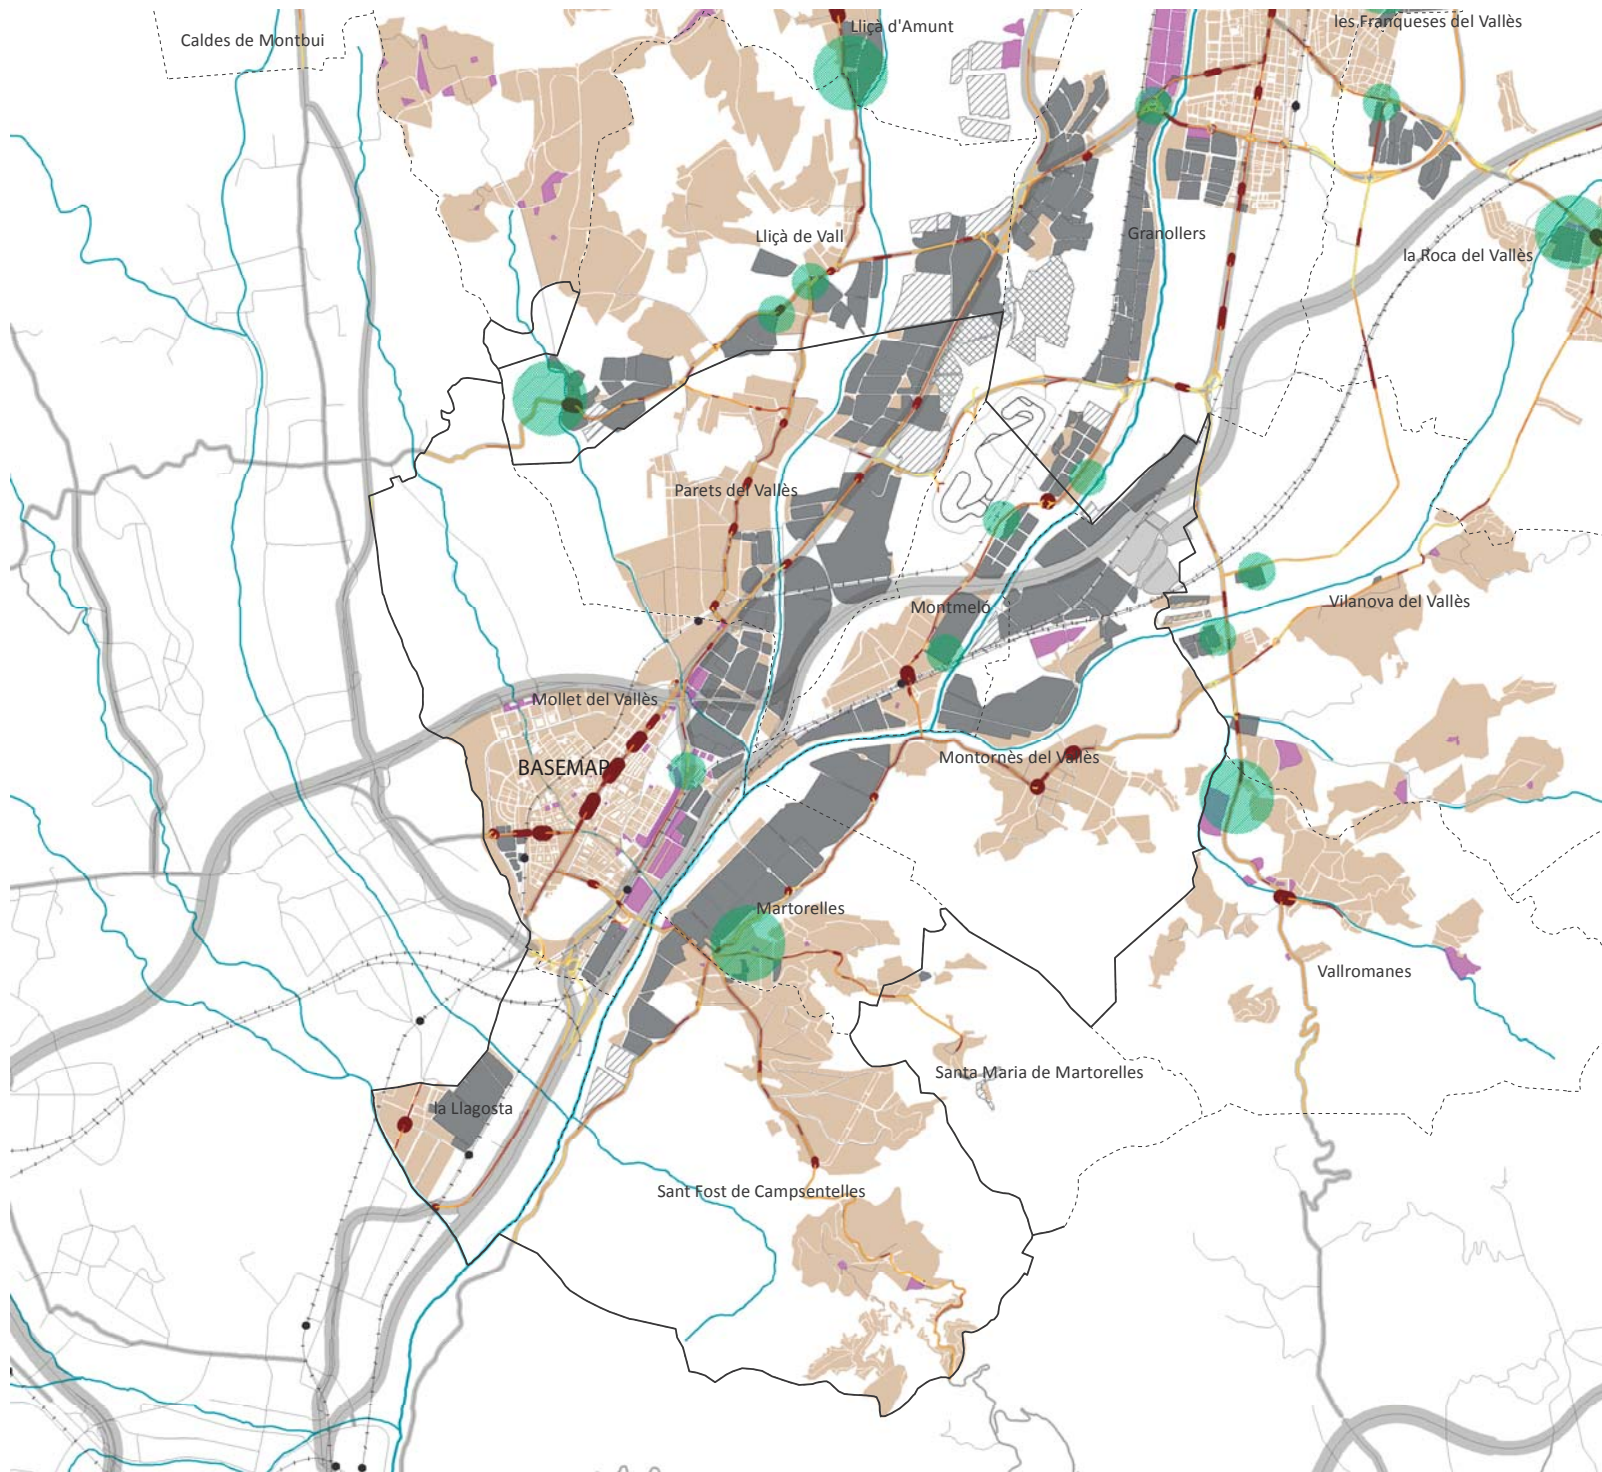 Lliçà d'Amunt
les Franqueses del Vallès
Caldes de Montbui
Lliçà de Vall
Granollers
la Roca del Vallès
Parets del Vallès
Montmeló
Vilanova del Vallès
Mollet del Vallès
BASEMAP
Montornès del Vallès
Martorelles
Vallromanes
Santa Maria de Martorelles
la Llagosta
Sant Fost de Campsentelles